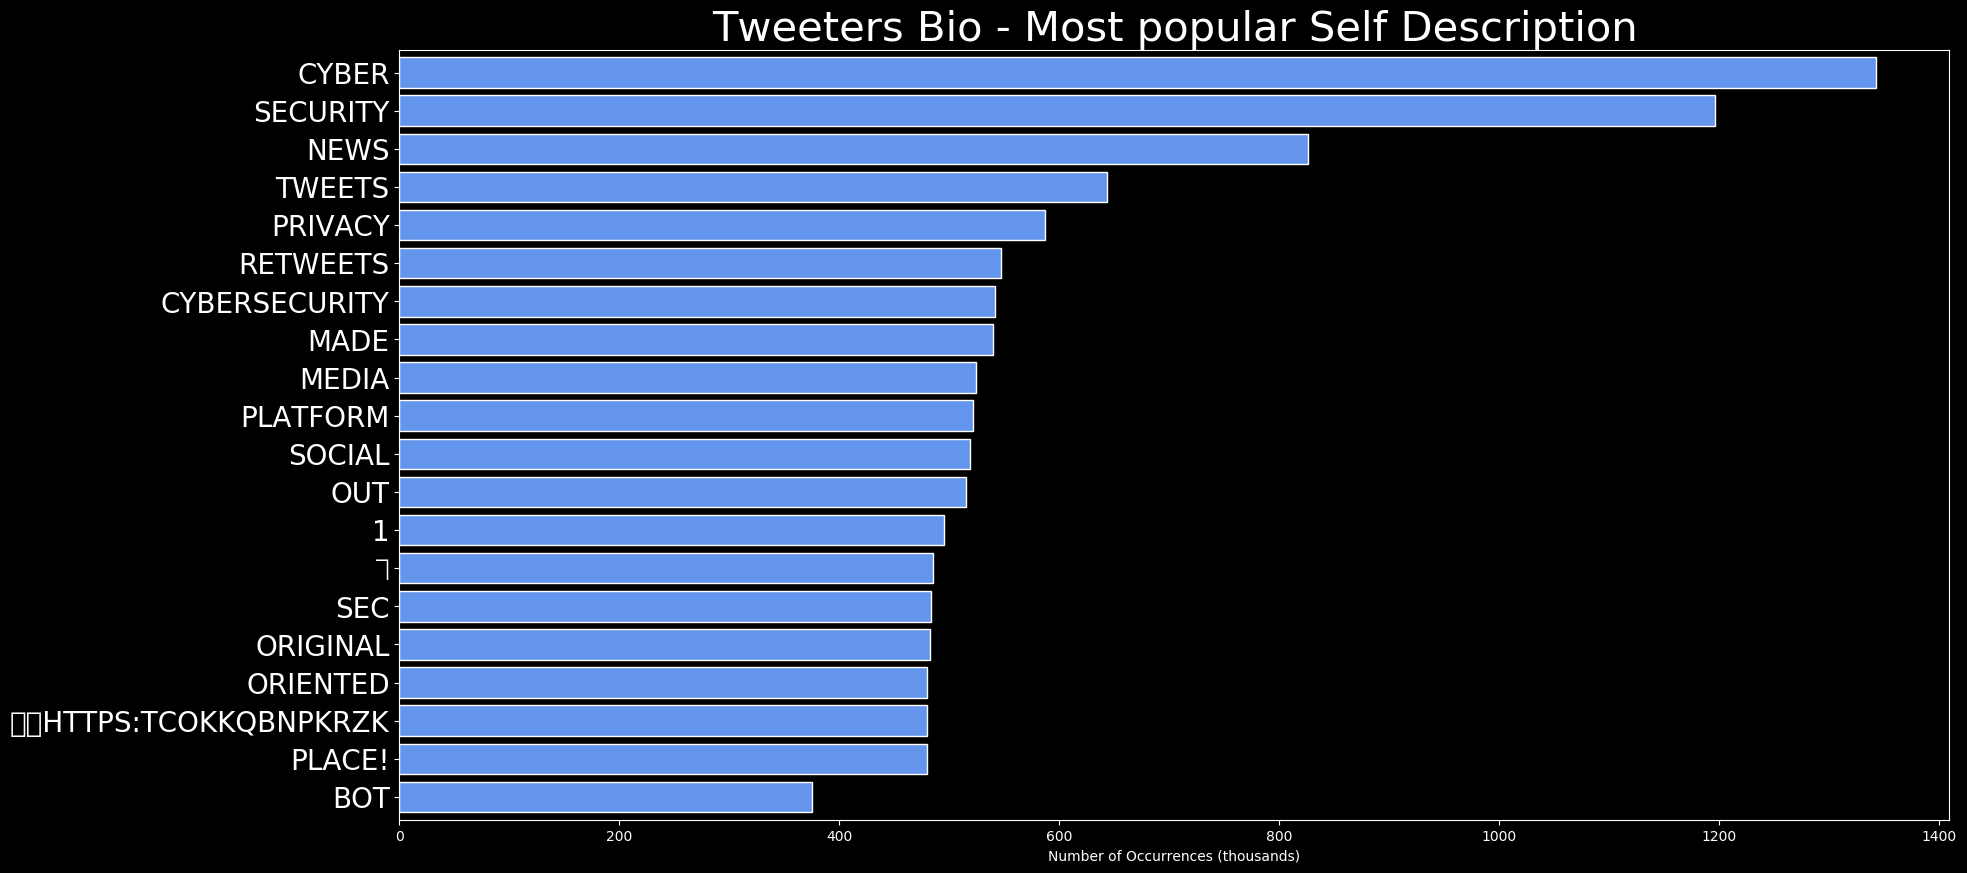 Tweeters Bio - Most popular Self Description
CYBER
SECURITY
NEWS
TWEETS
PRIVACY
RETWEETS
CYBERSECURITY
MADE
MEDIA
PLATFORM
SOCIAL
OUT
1
SEC
ORIGINAL
ORIENTED
HTTPS:TCOKKQBNPKRZK
PLACE!
BOT
0 200 400 600 800 1000 1200 1400
Number of Occurrences (thousands)